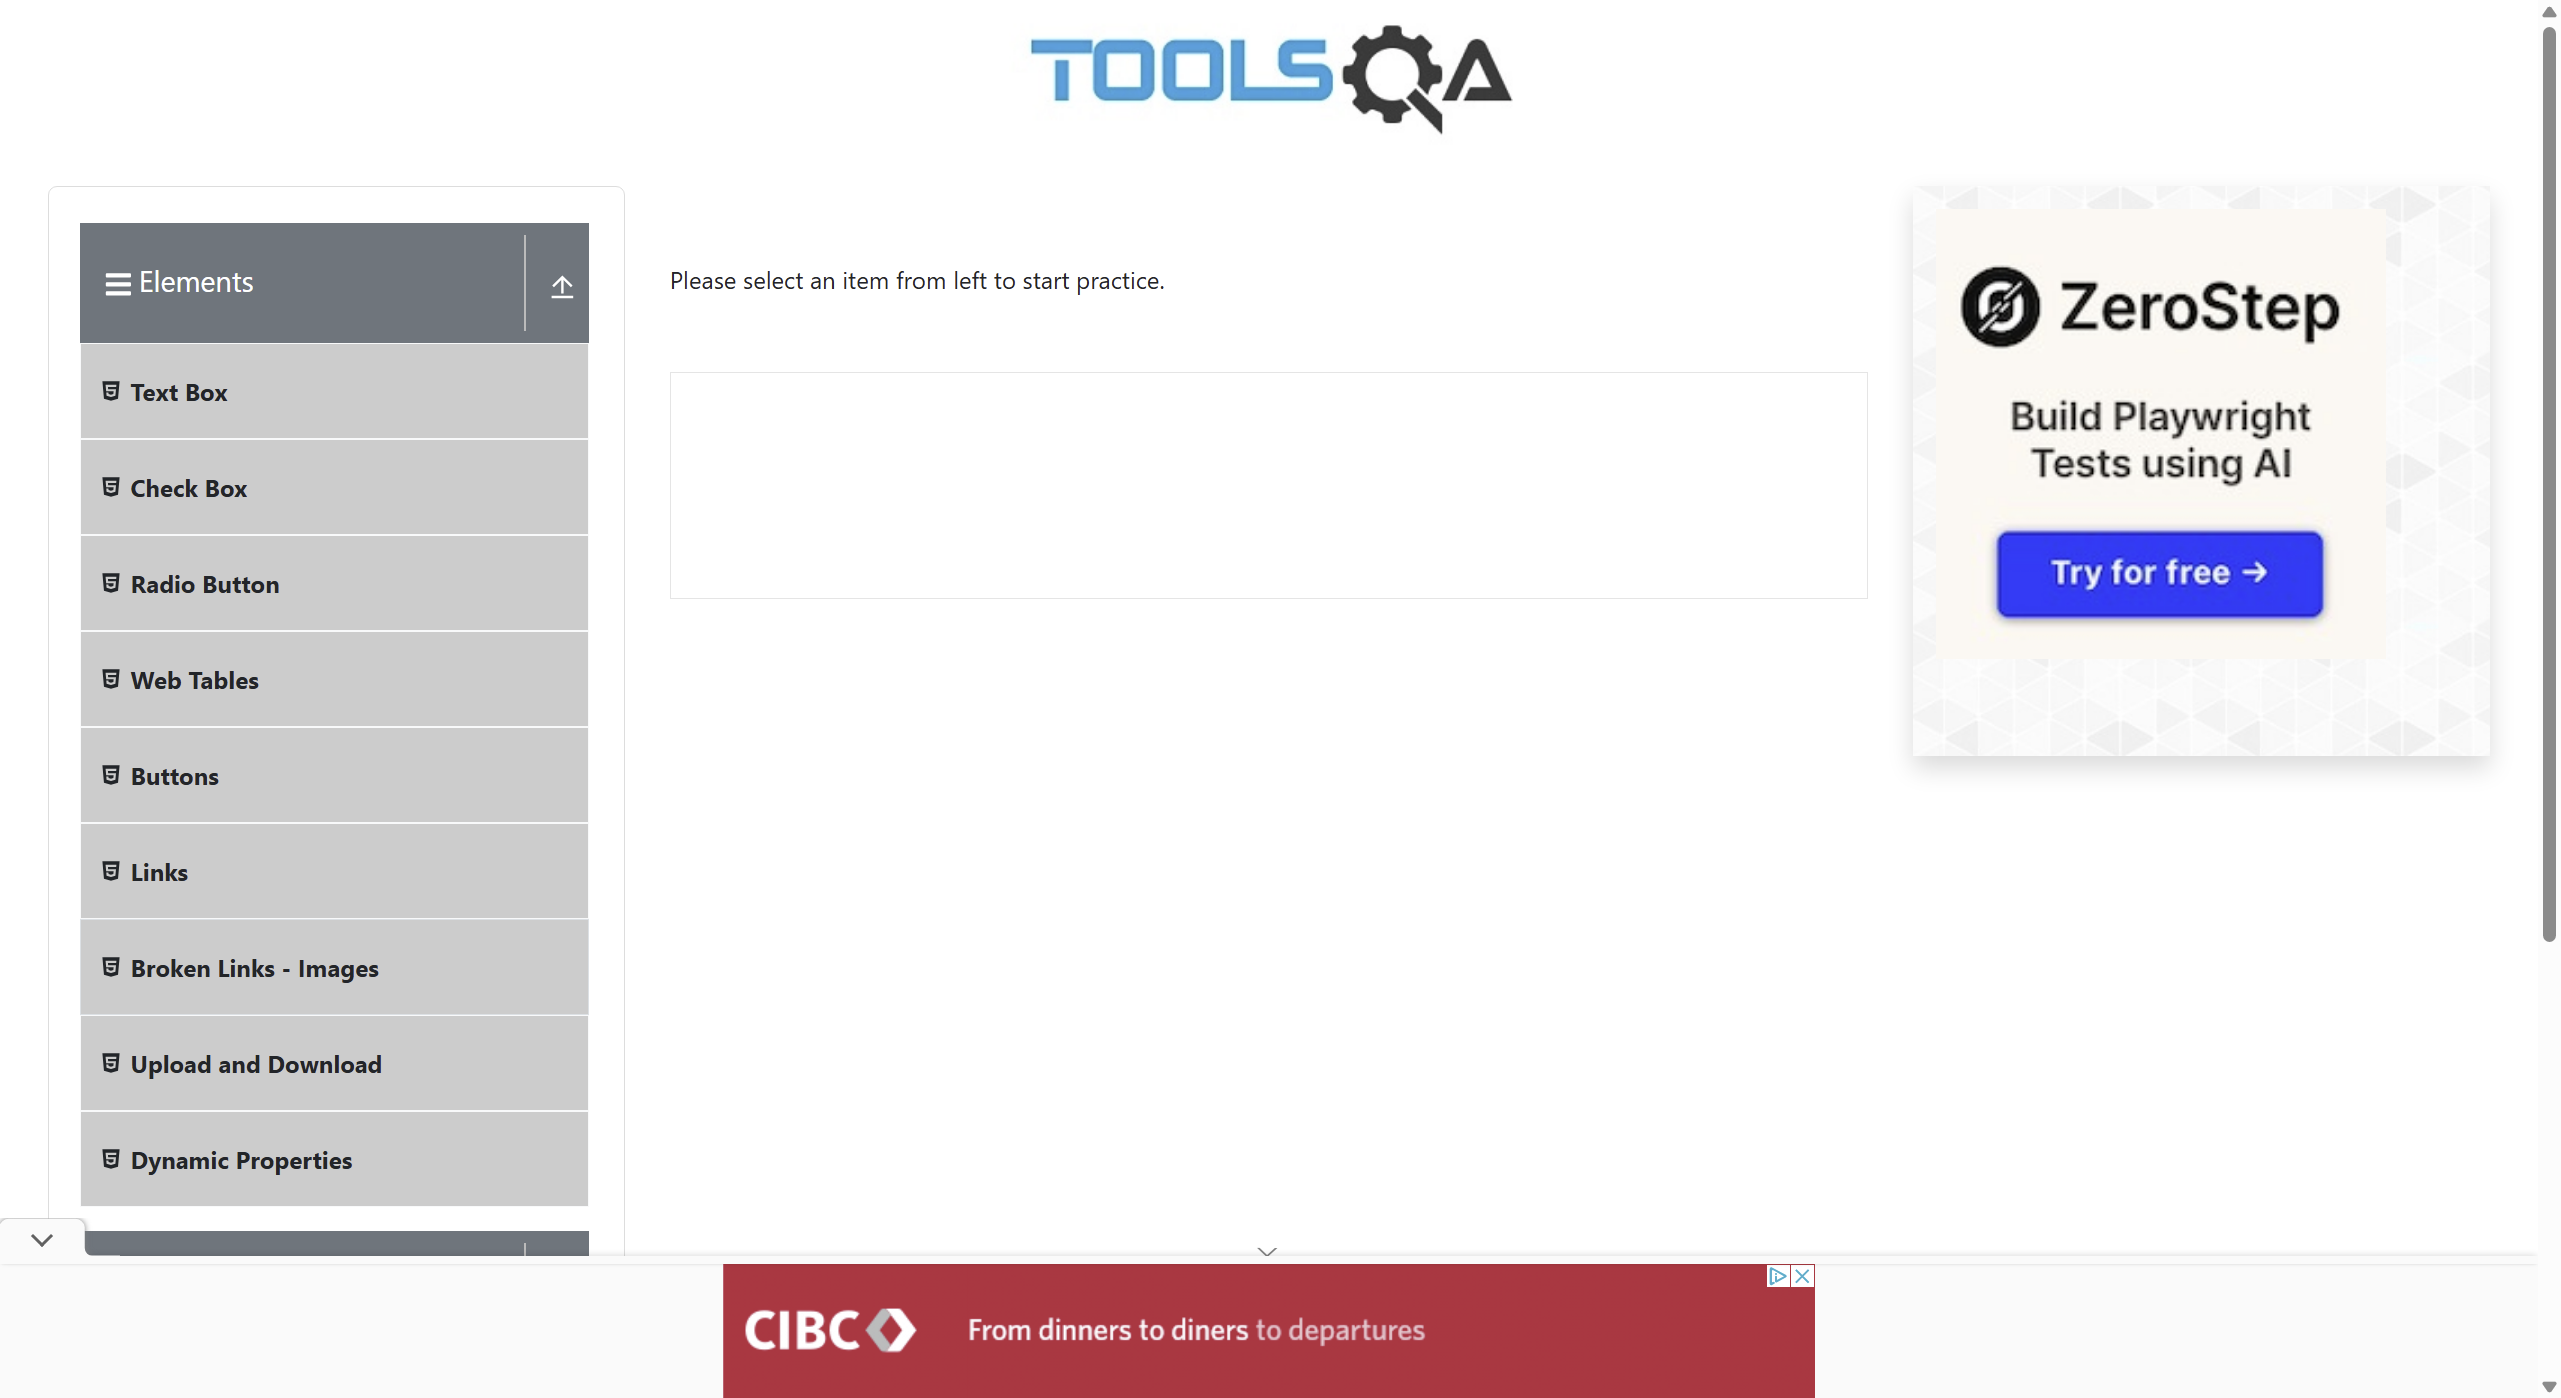 TOOLSQA
Elements
Text Box
Check Box
Radio Button
Web Tables
Buttons
Links
Broken Links - Images
Upload and Download
Dynamic Properties
Please select an item from left to start practice.
ZeroStep
Build Playwright
Tests using AI
Try for free →
CIBC
From dinners to diners to departures